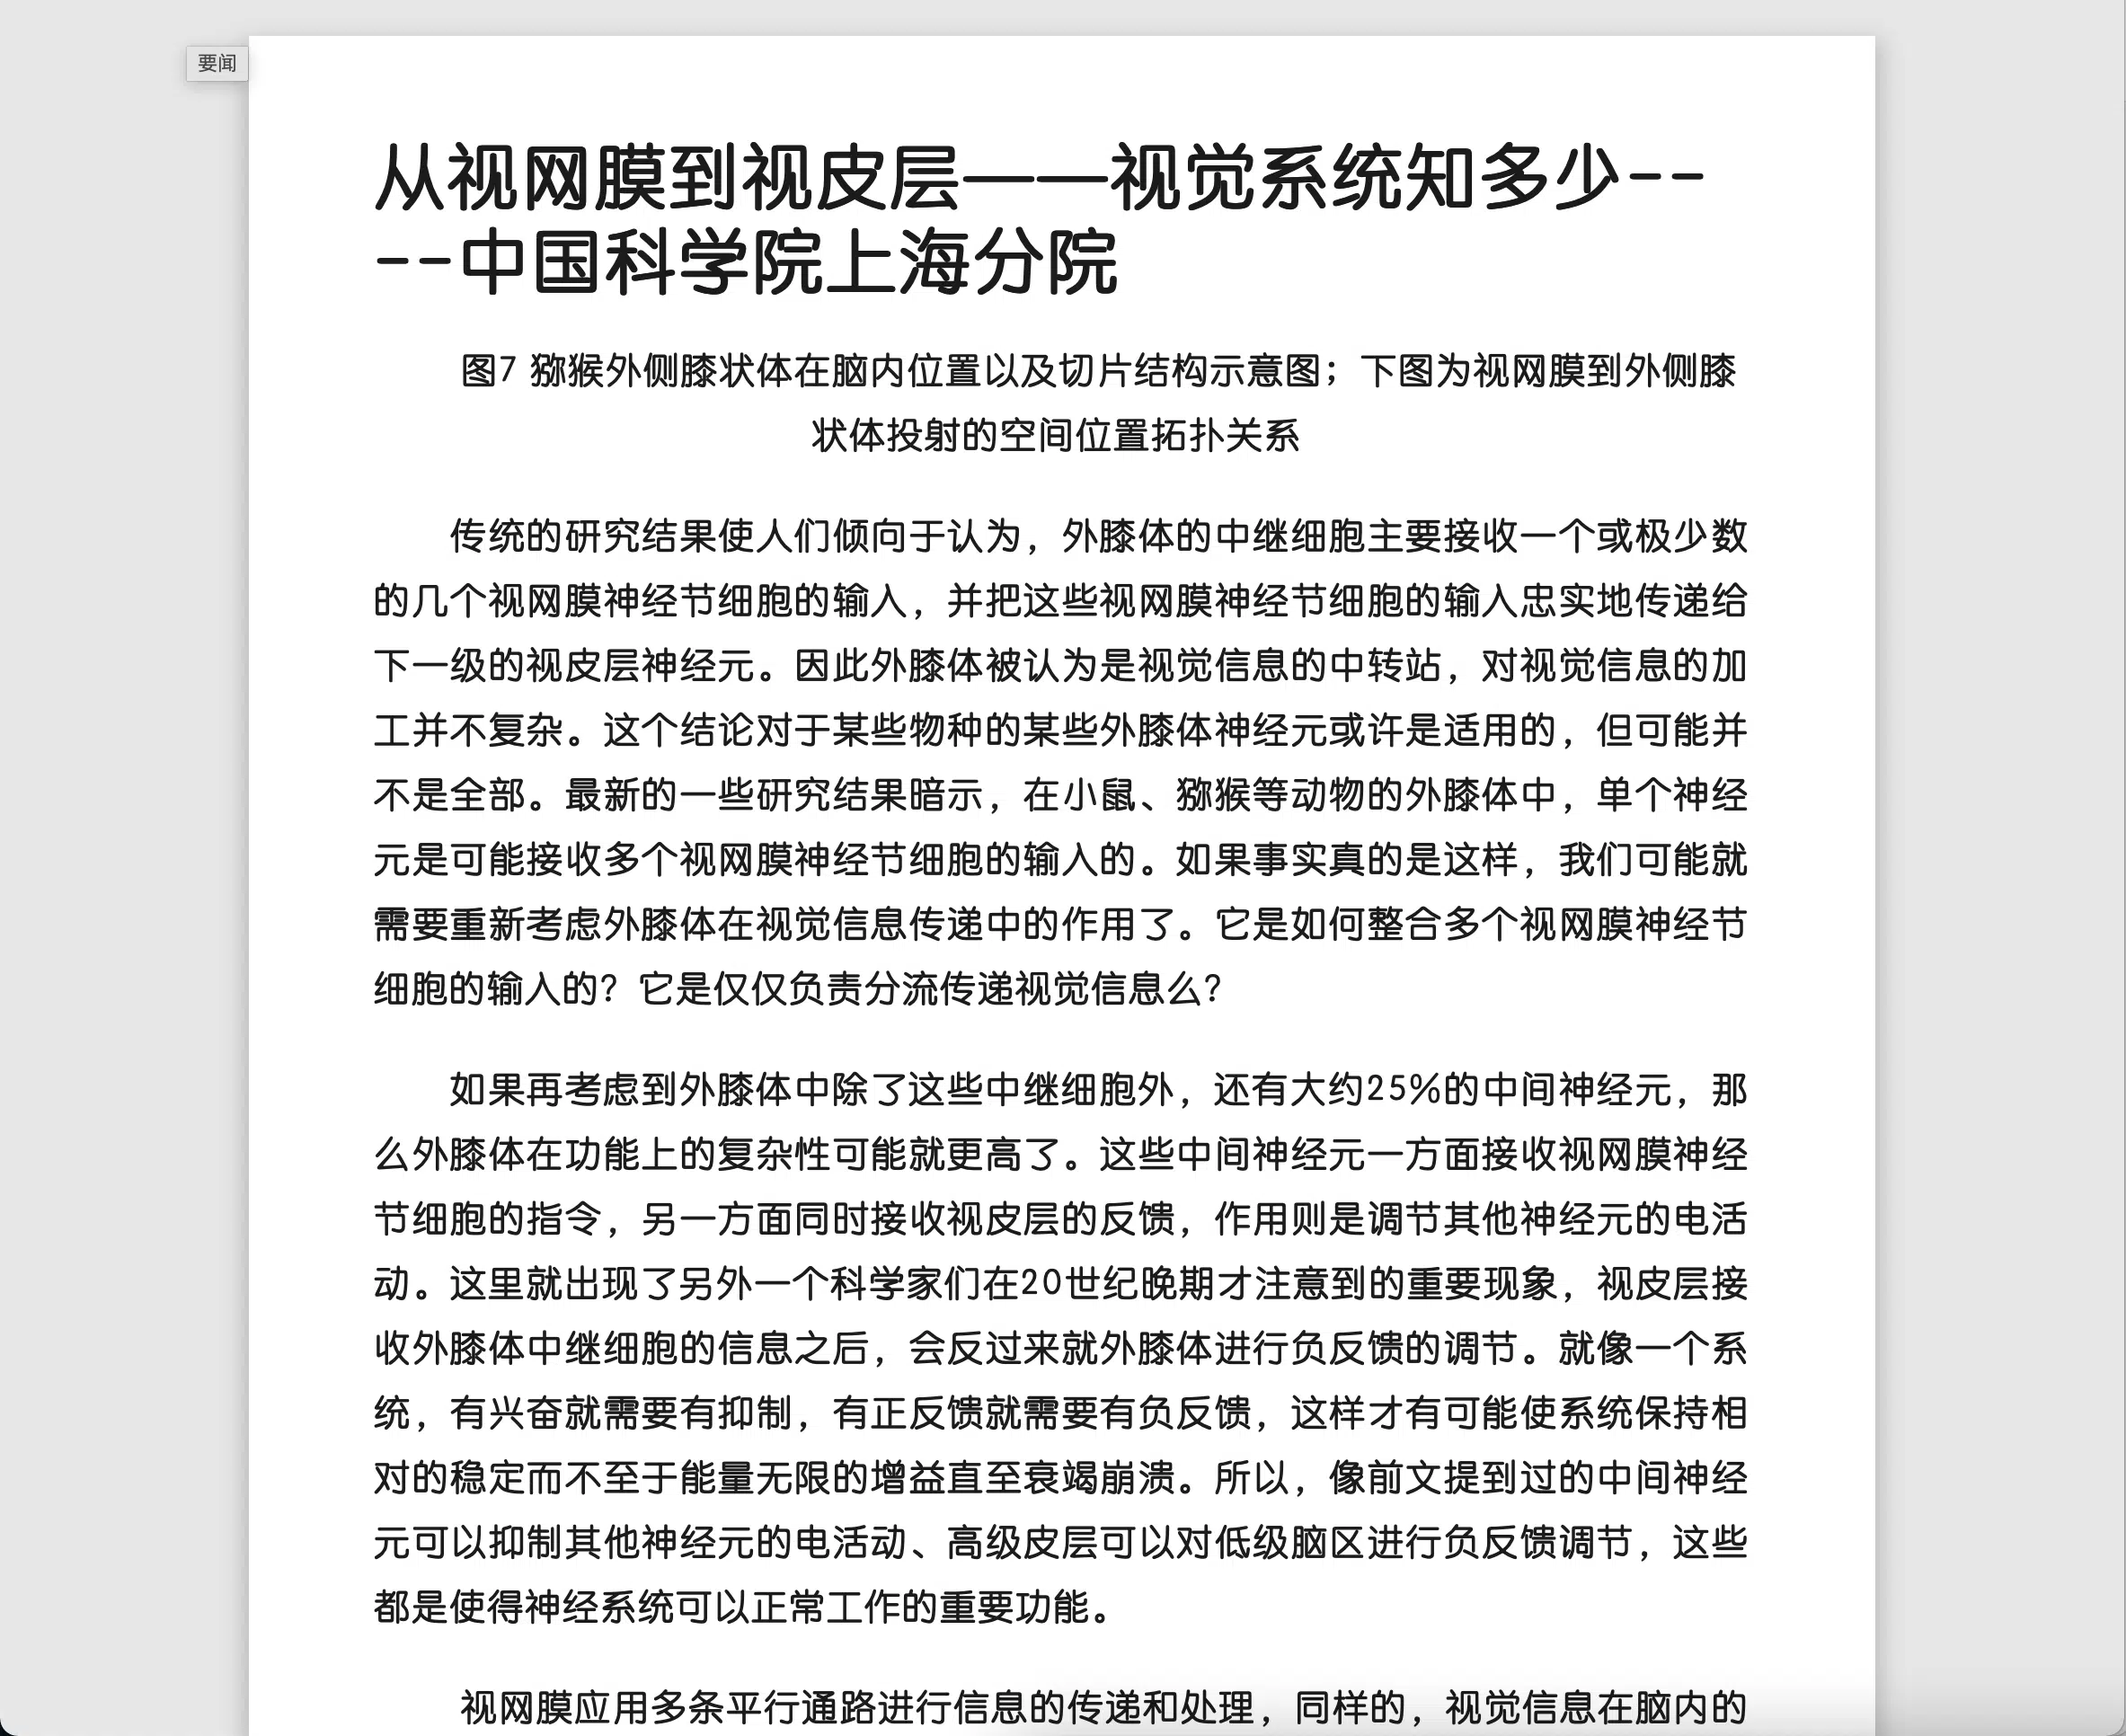 要闻
从视网膜到视皮层——视觉系统知多少--
--中国科学院上海分院
图7 猕猴外侧膝状体在脑内位置以及切片结构示意图；下图为视网膜到外侧膝
状体投射的空间位置拓扑关系
传统的研究结果使人们倾向于认为，外膝体的中继细胞主要接收一个或极少数
的几个视网膜神经节细胞的输入，并把这些视网膜神经节细胞的输入忠实地传递给
下一级的视皮层神经元。因此外膝体被认为是视觉信息的中转站，对视觉信息的加
工并不复杂。这个结论对于某些物种的某些外膝体神经元或许是适用的，但可能并
不是全部。最新的一些研究结果暗示，在小鼠、猕猴等动物的外膝体中，单个神经
元是可能接收多个视网膜神经节细胞的输入的。如果事实真的是这样，我们可能就
需要重新考虑外膝体在视觉信息传递中的作用了。它是如何整合多个视网膜神经节
细胞的输入的？它是仅仅负责分流传递视觉信息么？
如果再考虑到外膝体中除了这些中继细胞外，还有大约25%的中间神经元，那
么外膝体在功能上的复杂性可能就更高了。这些中间神经元一方面接收视网膜神经
节细胞的指令，另一方面同时接收视皮层的反馈，作用则是调节其他神经元的电活
动。这里就出现了另外一个科学家们在20世纪晚期才注意到的重要现象，视皮层接
收外膝体中继细胞的信息之后，会反过来就外膝体进行负反馈的调节。就像一个系
统，有兴奋就需要有抑制，有正反馈就需要有负反馈，这样才有可能使系统保持相
对的稳定而不至于能量无限的增益直至衰竭崩溃。所以，像前文提到过的中间神经
元可以抑制其他神经元的电活动、高级皮层可以对低级脑区进行负反馈调节，这些
都是使得神经系统可以正常工作的重要功能。
视网膜应用多条平行通路进行信息的传递和处理，同样的，视觉信息在脑内的